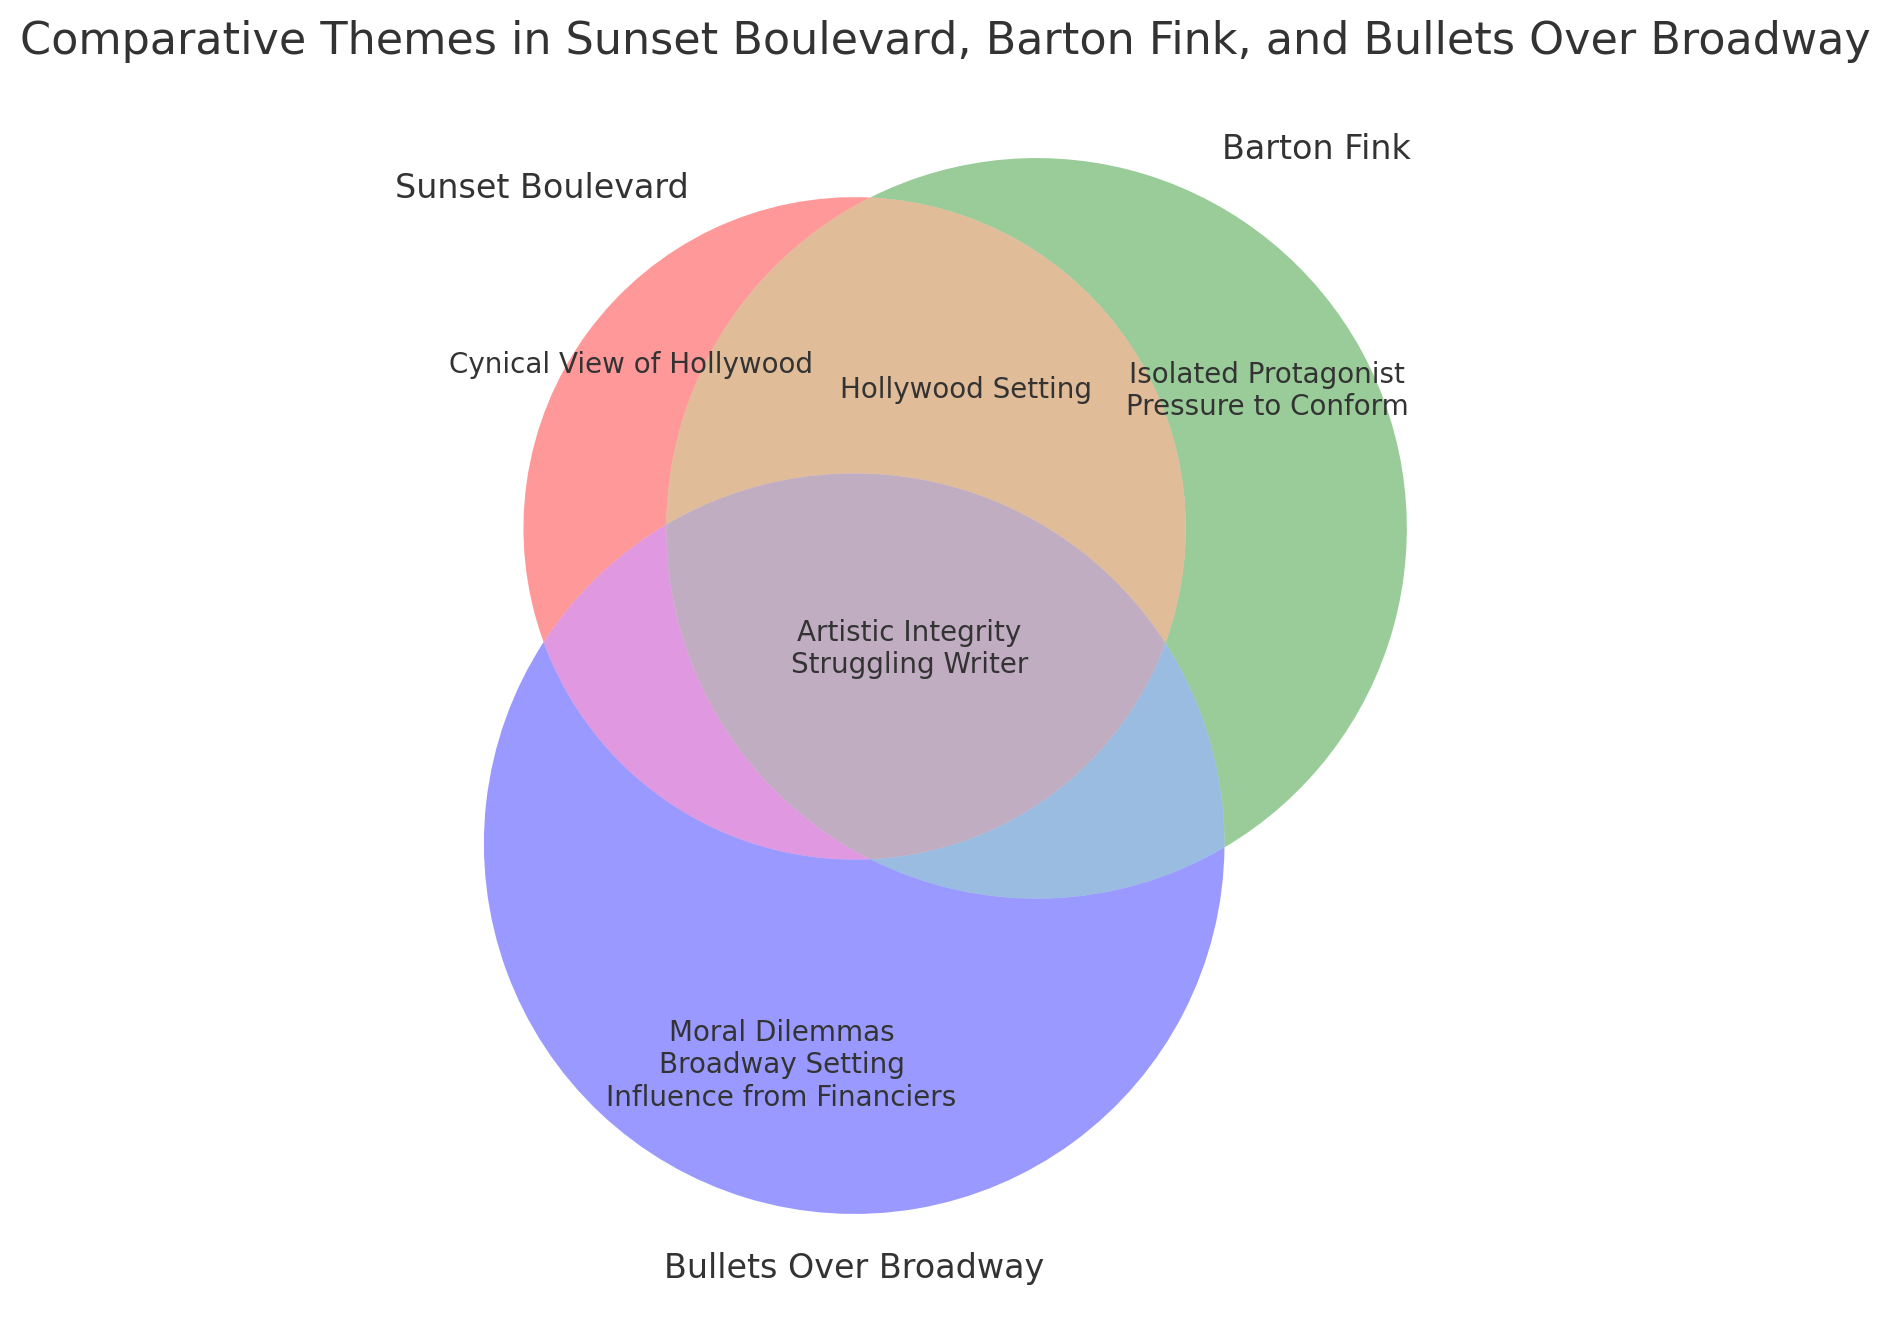 Comparative Themes in Sunset Boulevard, Barton Fink, and Bullets Over Broadway
Barton Fink
Sunset Boulevard
Cynical View of Hollywood
Hollywood Setting
Isolated Protagonist
Pressure to Conform
Artistic Integrity
Struggling Writer
Moral Dilemmas
Broadway Setting
Influence from Financiers
Bullets Over Broadway